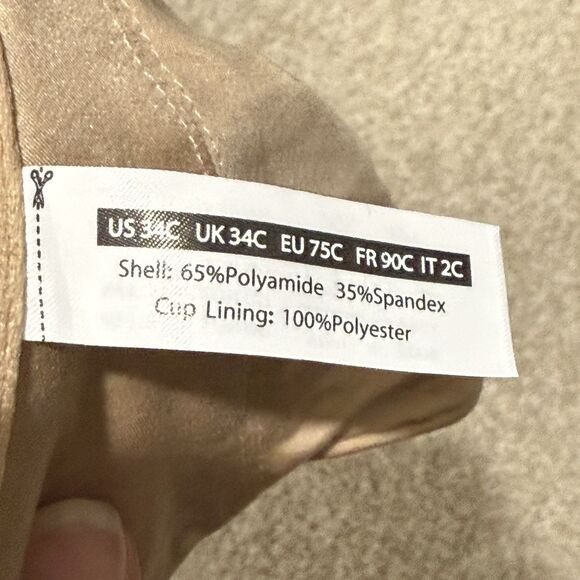 US 34C UK 34C EU 75C FR 90C IT 2C
Shell: 65%Polyamide 35%Spandex
Cup Lining: 100%Polyester